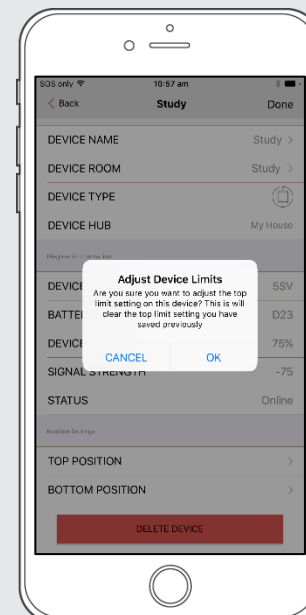 SOS only 10:57 am
Back Study Done
DEVICE NAME Study
DEVICE ROOM Study
DEVICE TYPE
DEVICE HUB My House
DEVICE 5SV
BATTE D23
DEVICE 75%
SIGNAL STRENGTH -75
STATUS Online
Adjust Device Limits
Are you sure you want to adjust the top
limit setting on this device? This is will
clear the top limit setting you have
saved previously
CANCEL OK
TOP POSITION
BOTTOM POSITION
DELETE DEVICE